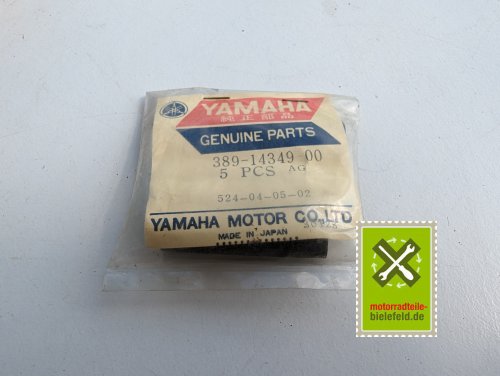 YAMAHA
純正部品
GENUINE PARTS
389-14349-00
5 PCS AG
524-04-05-02
YAMAHA MOTOR CO.LTD
MADE IN JAPAN
motorradteile-
bielefeld.de